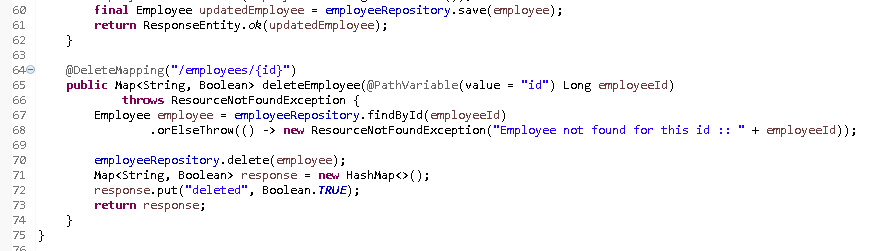 60 final Employee updatedEmployee = employeeRepository.save(employee);
61 return ResponseEntity.ok(updatedEmployee);
62 }
63
64 @DeleteMapping("/employees/{id}")
65 public Map<String, Boolean> deleteEmployee(@PathVariable(value = "id") Long employeeId)
66 throws ResourceNotFoundException {
67 Employee employee = employeeRepository.findById(employeeId)
68 .orElseThrow(() -> new ResourceNotFoundException("Employee not found for this id :: " + employeeId));
69
70 employeeRepository.delete(employee);
71 Map<String, Boolean> response = new HashMap<>();
72 response.put("deleted", Boolean.TRUE);
73 return response;
74 }
75 }